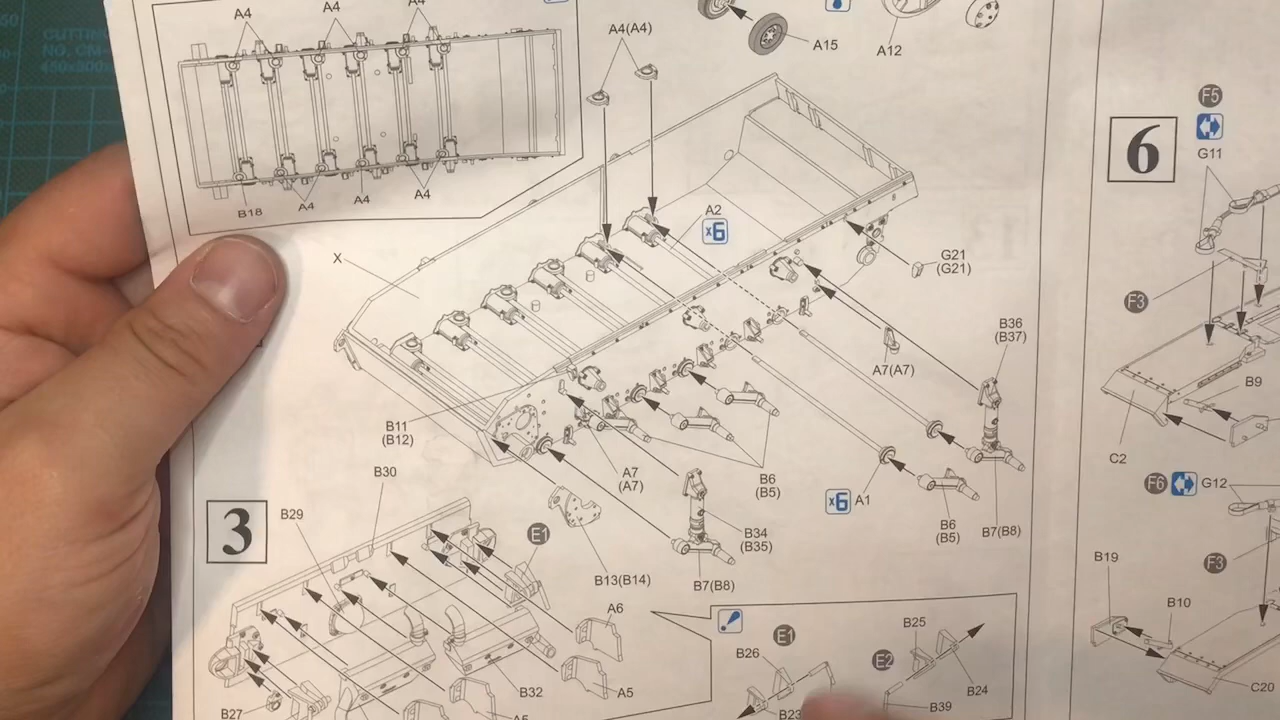 CUTTING
A4
A4
A4
A4(A4)
A15
A12
B18
A4
A4
A4
X
A2
x6
G21
(G21)
B36
(B37)
A7(A7)
B11
(B12)
A7
(A7)
B6
(B5)
x6
A1
B6
(B5)
B7(B8)
B34
(B35)
B13(B14)
B7(B8)
3
B30
B29
E1
A6
A5
B32
A5
B27
E1
B26
B23
E2
B25
B24
B39
6
F5
G11
F3
B9
C2
F6
G12
F3
B19
B10
C20